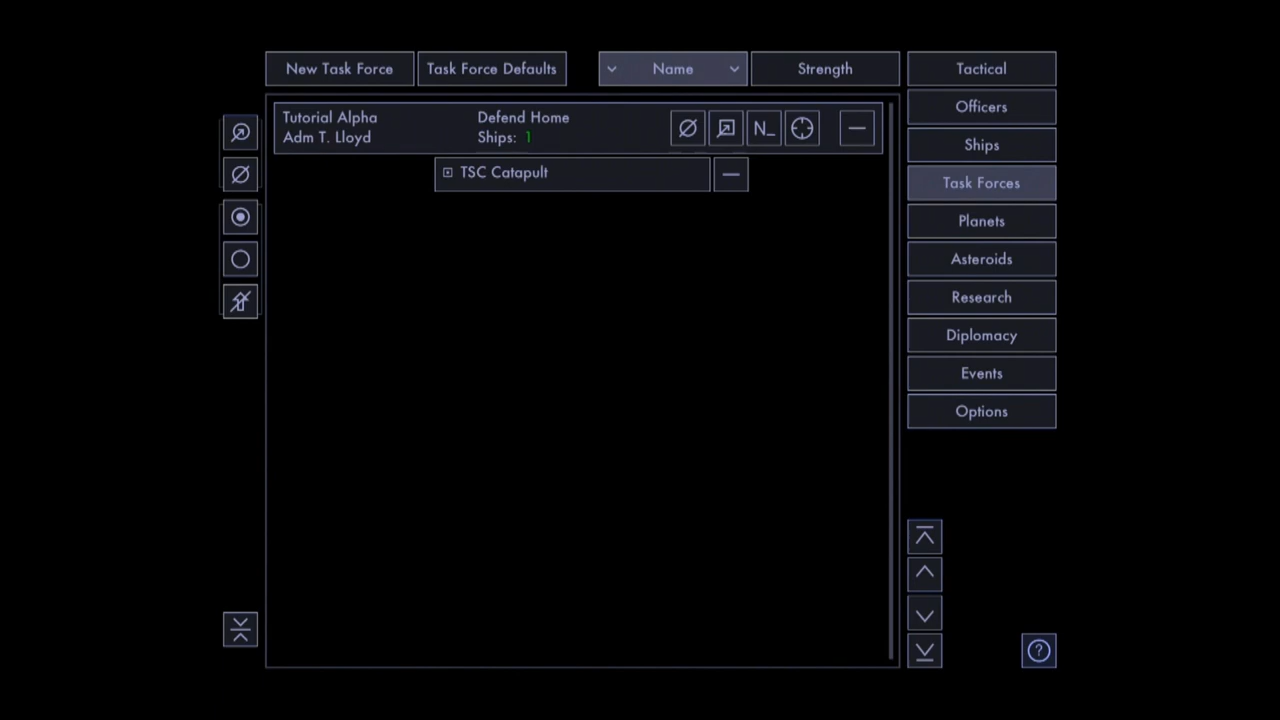 New Task Force
Task Force Defaults
Name
Strength
Tactical
Officers
Ships
Task Forces
Planets
Asteroids
Research
Diplomacy
Events
Options
Tutorial Alpha
Adm T. Lloyd
Defend Home
Ships: 1
N_
TSC Catapult
?